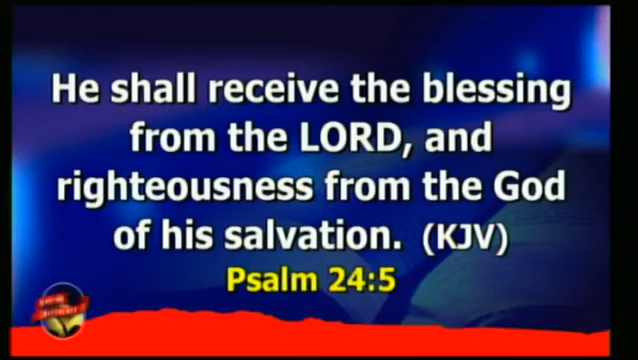 He shall receive the blessing
from the LORD, and
righteousness from the God
of his salvation. (KJV)
Psalm 24:5